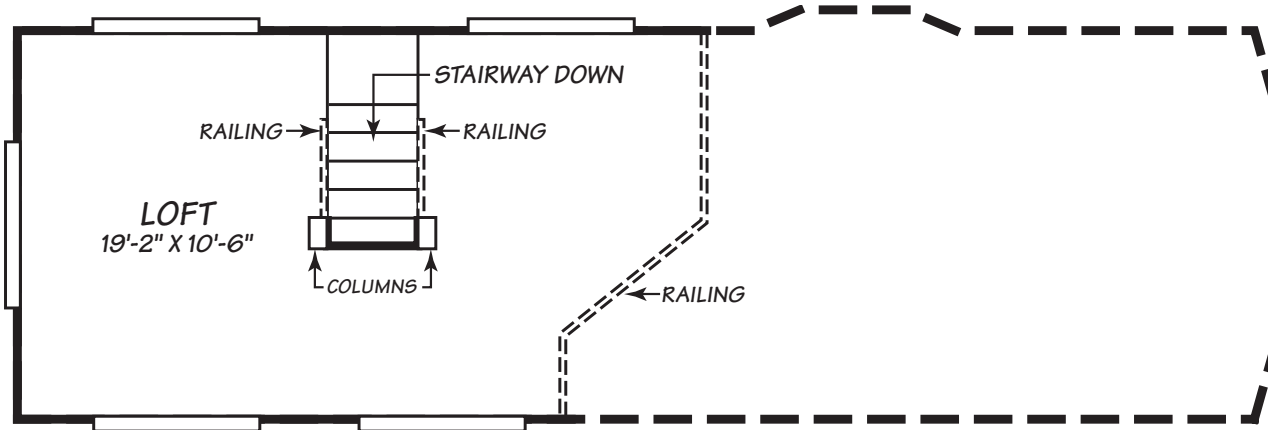 STAIRWAY DOWN
RAILING
RAILING
LOFT
19'-2" X 10'-6"
COLUMNS
RAILING